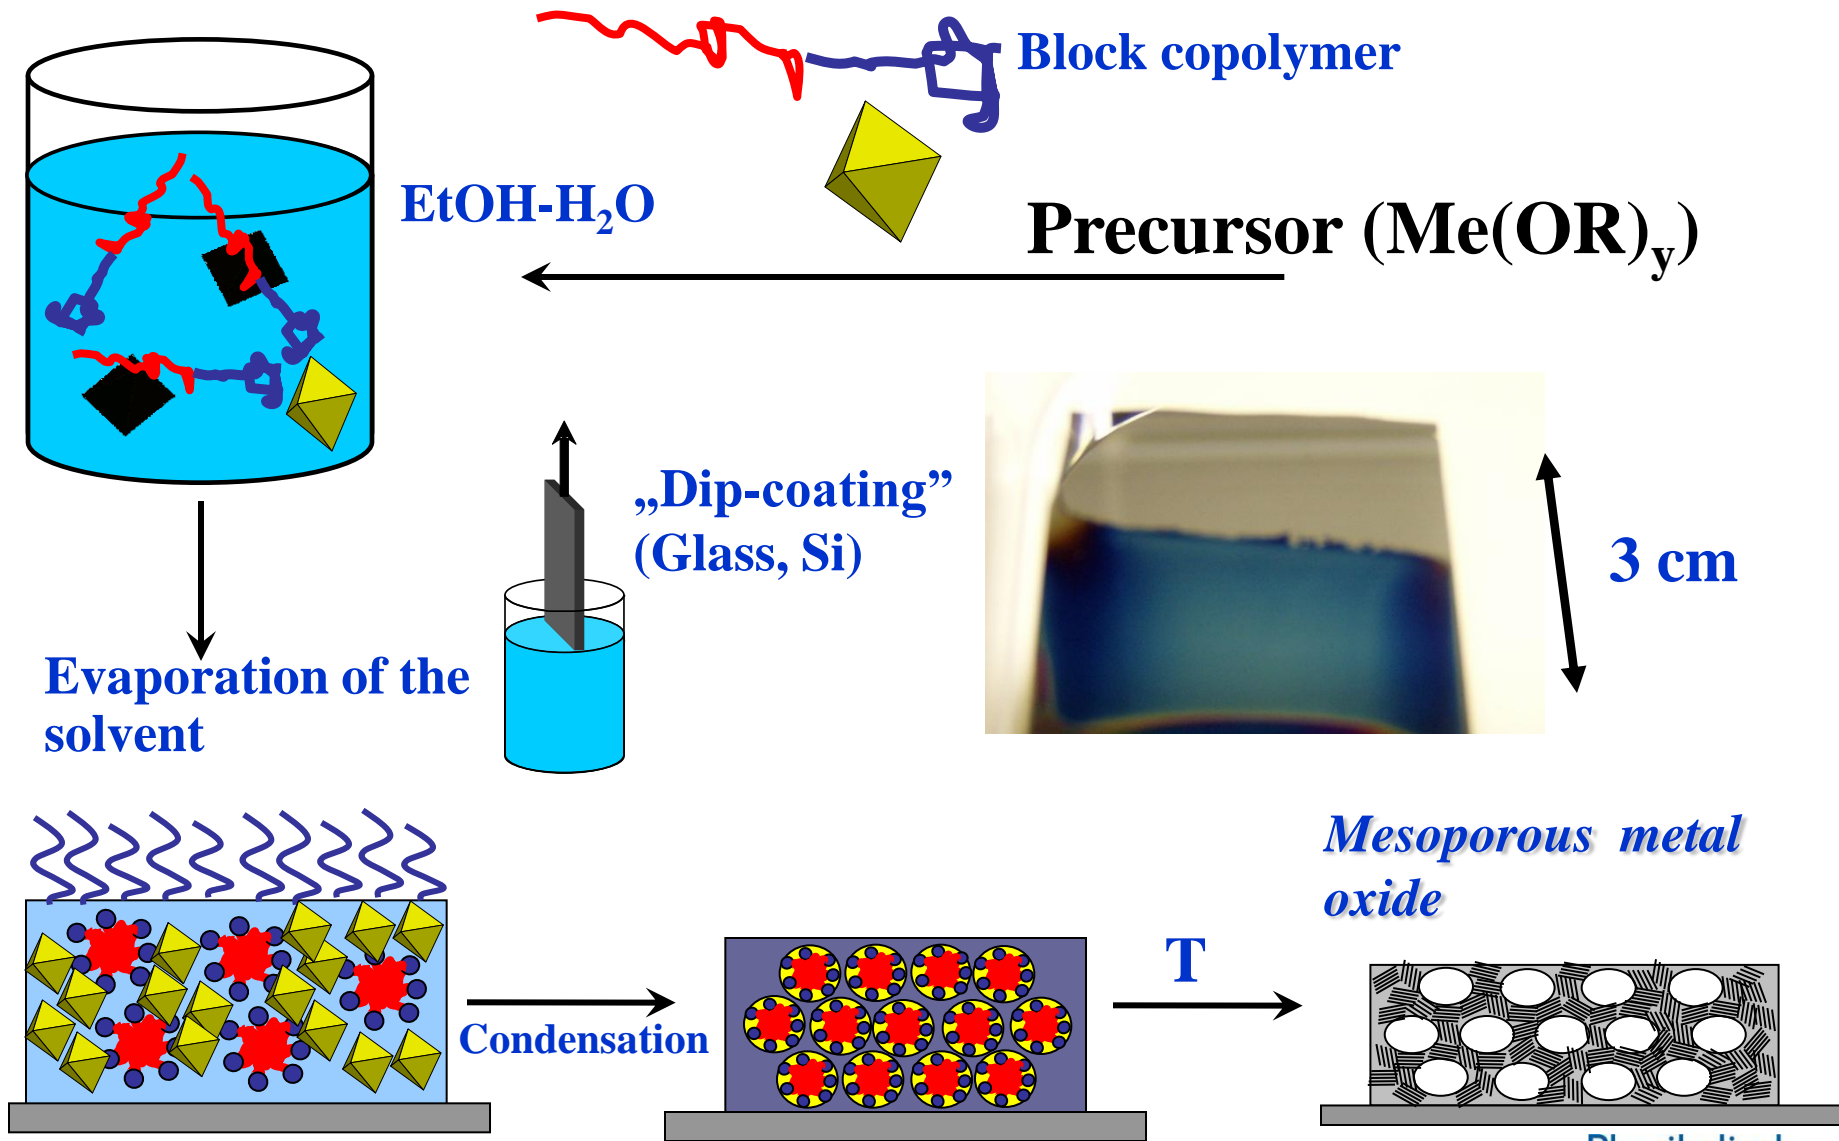 Block copolymer
EtOH-H₂O
Precursor (Me(OR)ᵧ)
„Dip-coating”
(Glass, Si)
3 cm
Evaporation of the
solvent
Mesoporous metal
oxide
T
Condensation